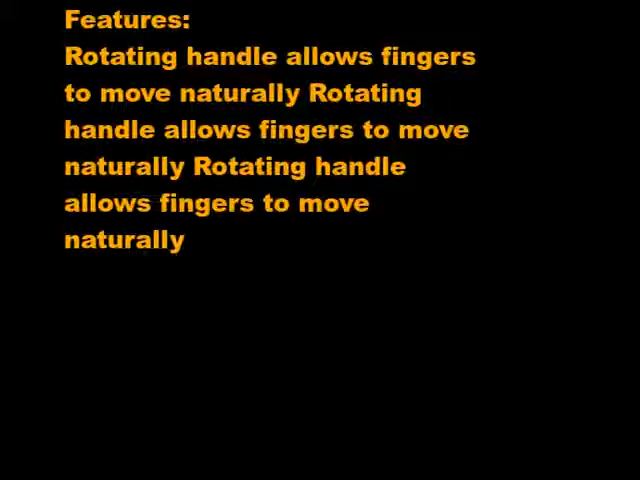 Features:
Rotating handle allows fingers
to move naturally Rotating
handle allows fingers to move
naturally Rotating handle
allows fingers to move
naturally